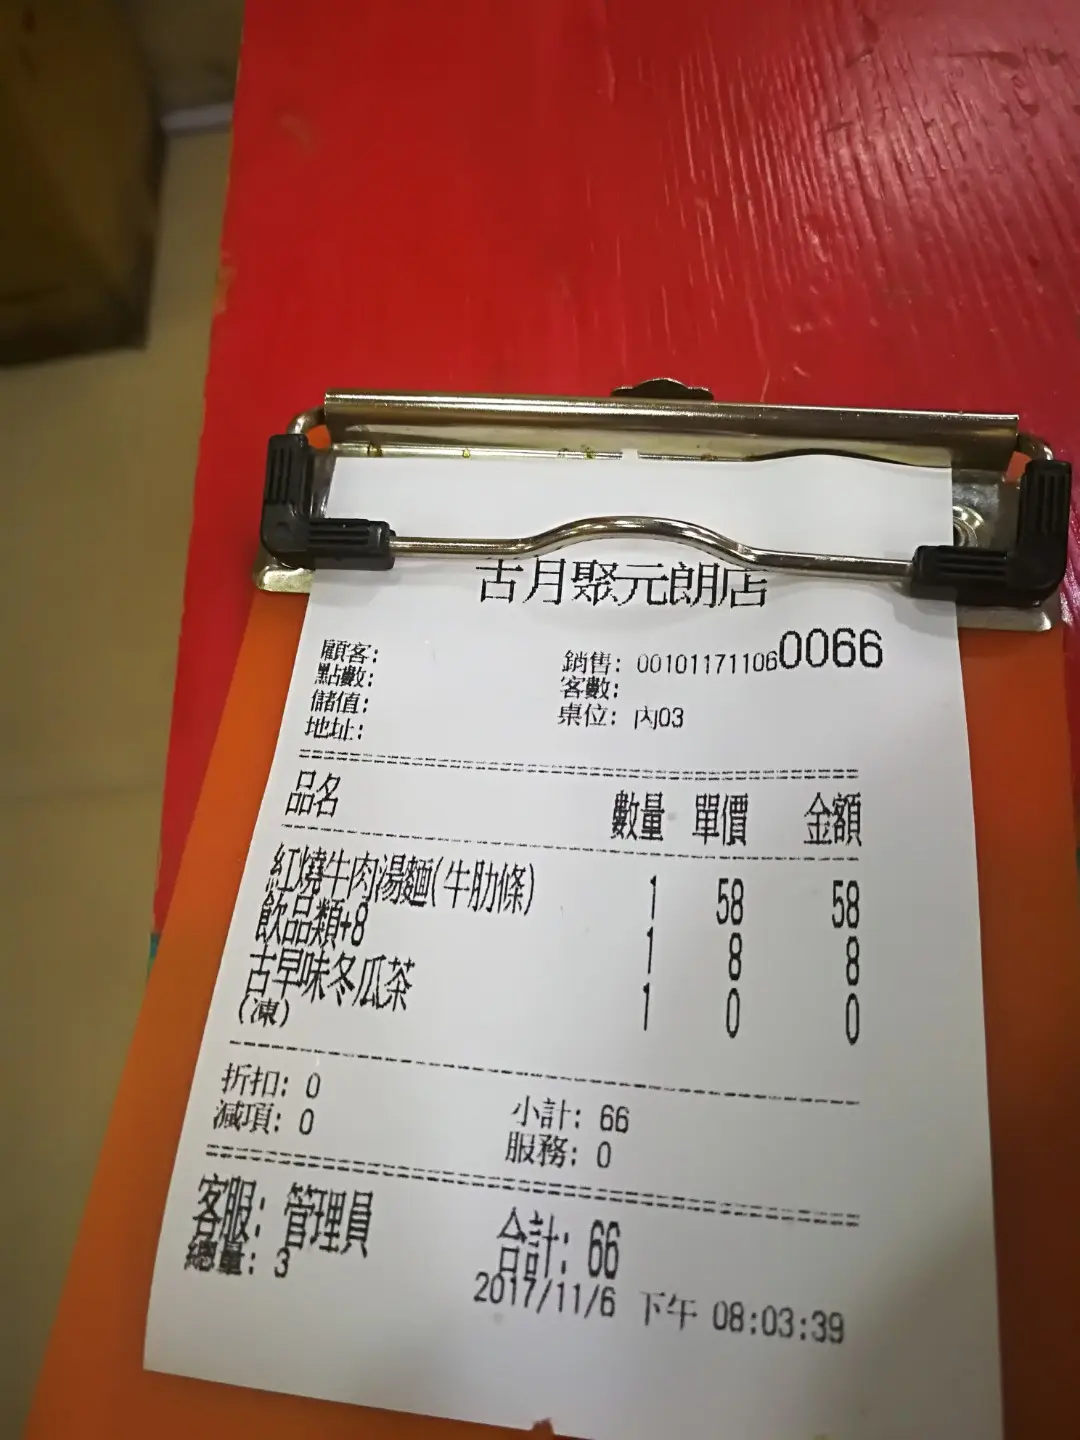 古月聚元朗店
顧客: 銷售: 001011711060066
點數: 客數:
儲值: 桌位: 內03
地址:
品名 數量 單價 金額
紅燒牛肉湯麵(牛肋條) 1 58 58
飲品類+8 1 8 8
古早味冬瓜茶 1 0 0
(凍)
折扣: 0 小計: 66
減項: 0 服務: 0
客服: 管理員 合計: 66
總量: 3 2017/11/6 下午 08:03:39